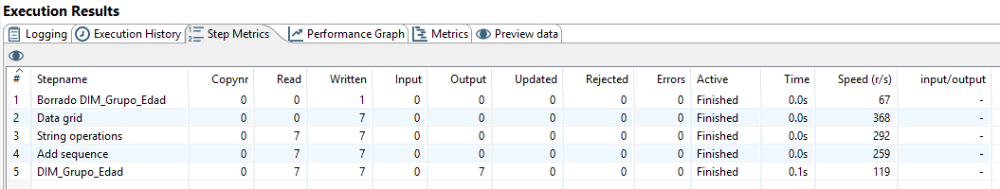 Execution Results
Logging Execution History Step Metrics Performance Graph Metrics Preview data
# Stepname Copynr Read Written Input Output Updated Rejected Errors Active Time Speed (r/s) input/output
1 Borrado DIM_Grupo_Edad 0 0 1 0 0 0 0 0 Finished 0.0s 67 -
2 Data grid 0 0 7 0 0 0 0 0 Finished 0.0s 368 -
3 String operations 0 7 7 0 0 0 0 0 Finished 0.0s 292 -
4 Add sequence 0 7 7 0 0 0 0 0 Finished 0.0s 259 -
5 DIM_Grupo_Edad 0 7 7 0 7 0 0 0 Finished 0.1s 119 -